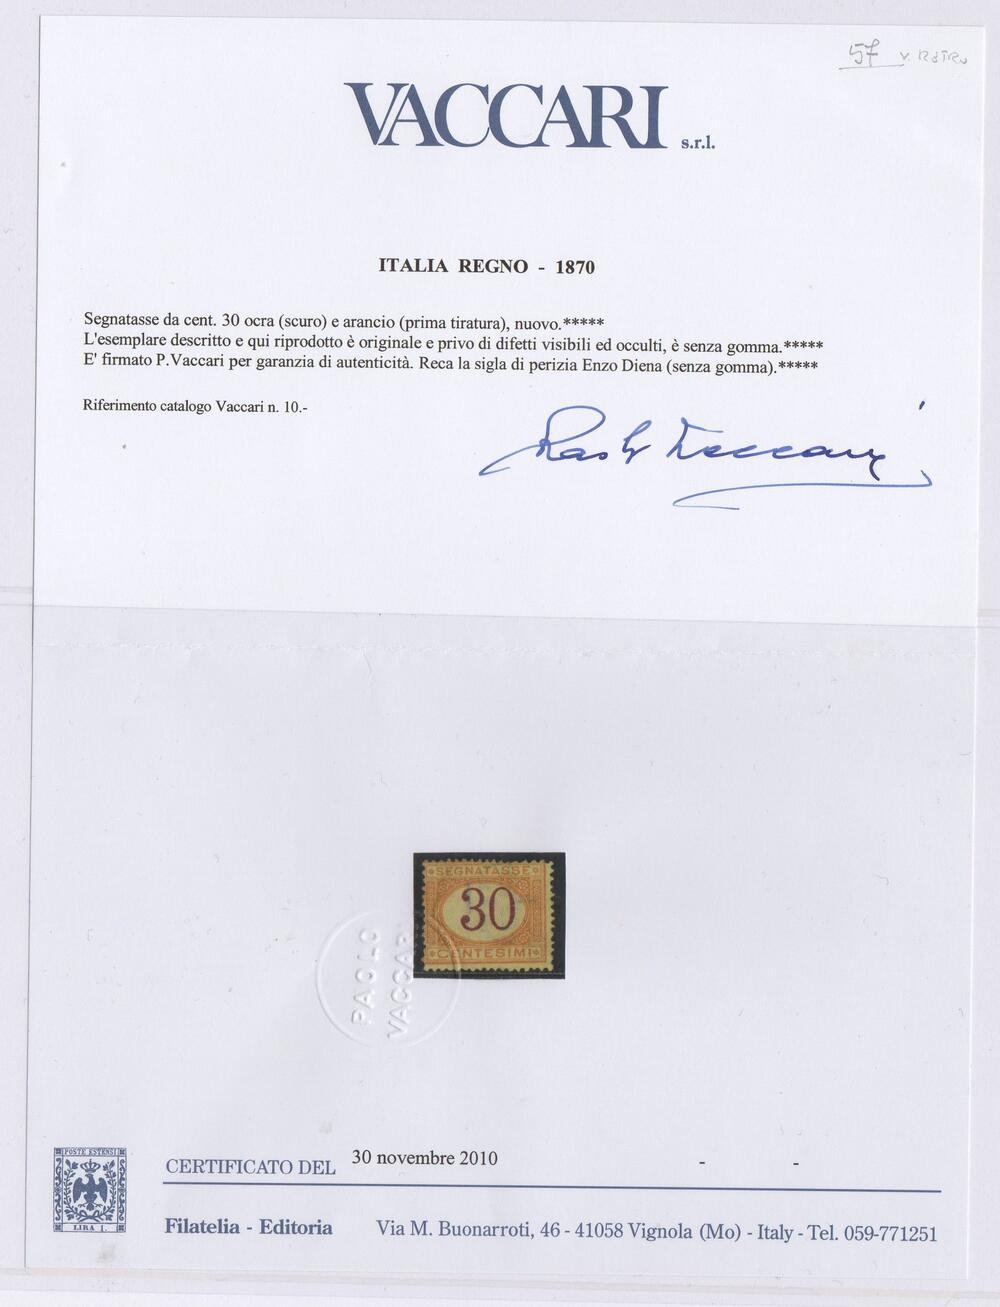 57 v. RETRO
VACCARI s.r.l.
ITALIA REGNO - 1870
Segnatasse da cent. 30 ocra (scuro) e arancio (prima tiratura), nuovo.*****
L'esemplare descritto e qui riprodotto è originale e privo di difetti visibili ed occulti, è senza gomma.*****
E' firmato P.Vaccari per garanzia di autenticità. Reca la sigla di perizia Enzo Diena (senza gomma).*****
Riferimento catalogo Vaccari n. 10.-
Paolo Vaccari
SEGNATASSE
30
CENTESIMI
PAOLO
VACCARI
POSTE ESTENSI
LIRA 1.
CERTIFICATO DEL 30 novembre 2010 - -
Filatelia - Editoria Via M. Buonarroti, 46 - 41058 Vignola (Mo) - Italy - Tel. 059-771251